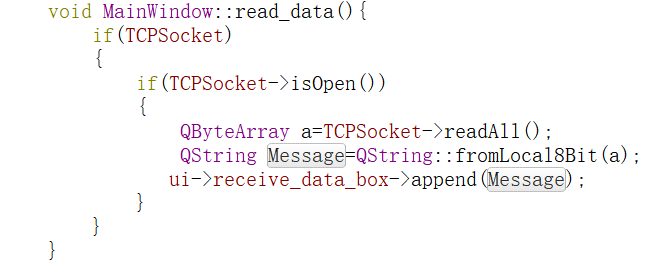 void MainWindow::read_data(){
if(TCPSocket)
{
if(TCPSocket->isOpen())
{
QByteArray a=TCPSocket->readAll();
QString Message=QString::fromLocal8Bit(a);
ui->receive_data_box->append(Message);
}
}
}